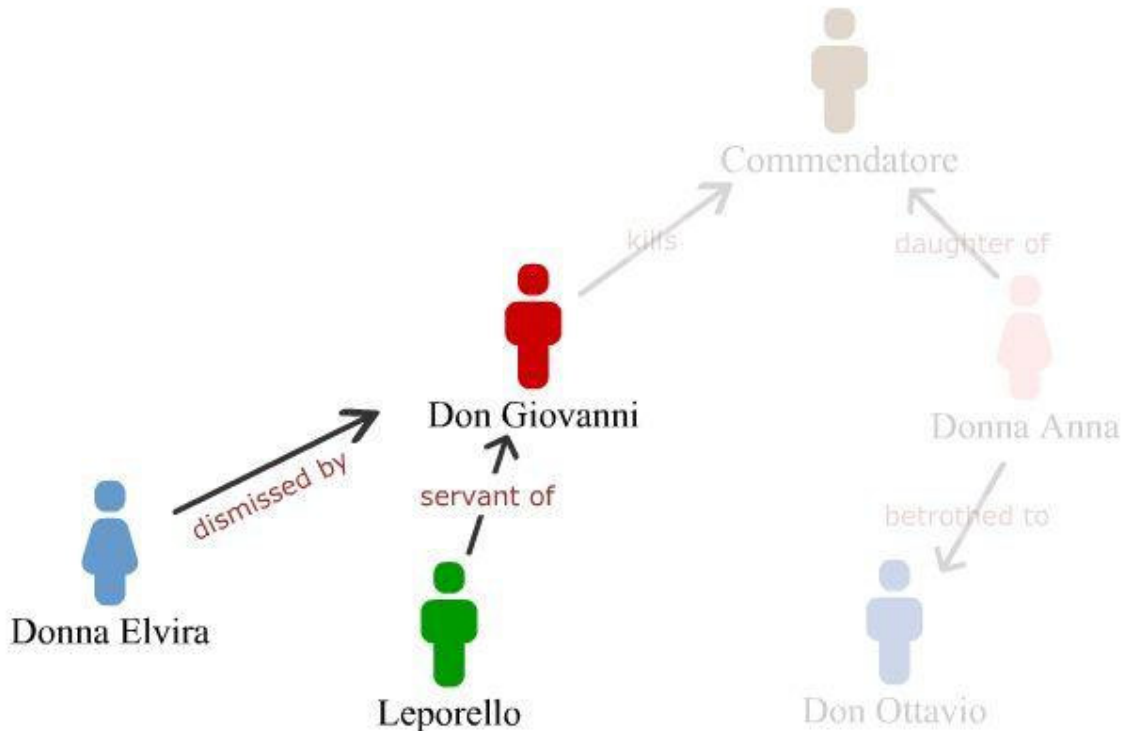 Commendatore
kills
daughter of
Don Giovanni
Donna Anna
dismissed by
servant of
betrothed to
Donna Elvira
Leporello
Don Ottavio